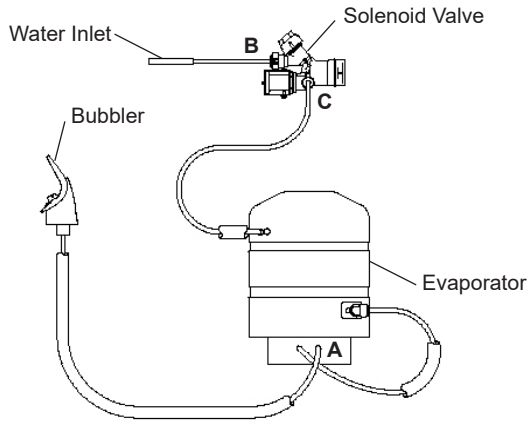 Solenoid Valve
Water Inlet
B
C
Bubbler
Evaporator
A